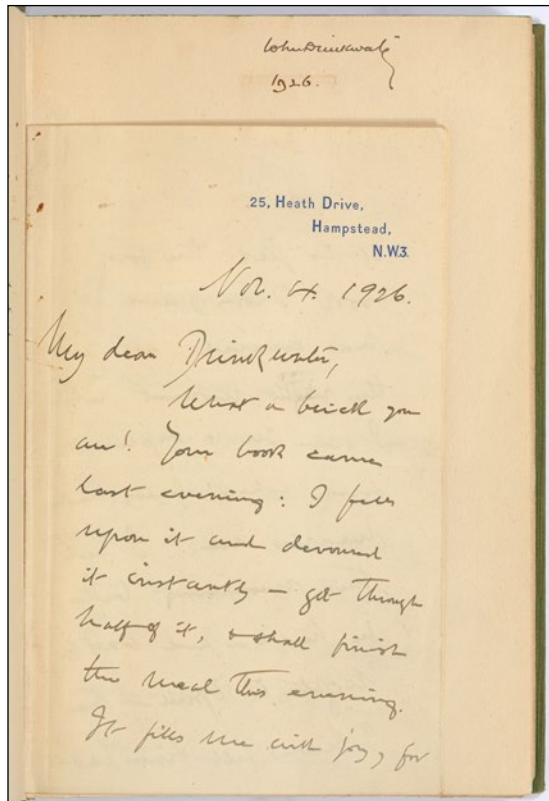 John Drinkwater
1926.
25, Heath Drive,
Hampstead,
N.W.3.
Nov. 4. 1926.
My dear Drinkwater,
What a brick you
are! Your book came
last evening: I fell
upon it and devoured
it instantly – got through
half of it, & shall finish
the meal this evening.
It fills me with joy, for